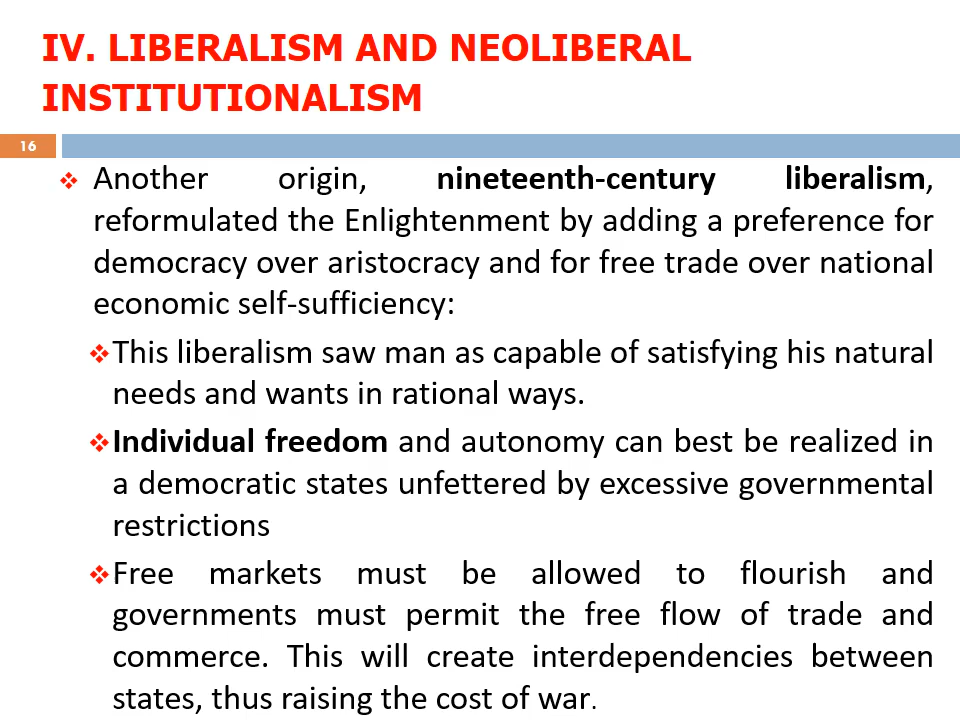 IV. LIBERALISM AND NEOLIBERAL
INSTITUTIONALISM
16
Another origin, nineteenth-century liberalism,
reformulated the Enlightenment by adding a preference for
democracy over aristocracy and for free trade over national
economic self-sufficiency:
This liberalism saw man as capable of satisfying his natural
needs and wants in rational ways.
Individual freedom and autonomy can best be realized in
a democratic states unfettered by excessive governmental
restrictions
Free markets must be allowed to flourish and
governments must permit the free flow of trade and
commerce. This will create interdependencies between
states, thus raising the cost of war.